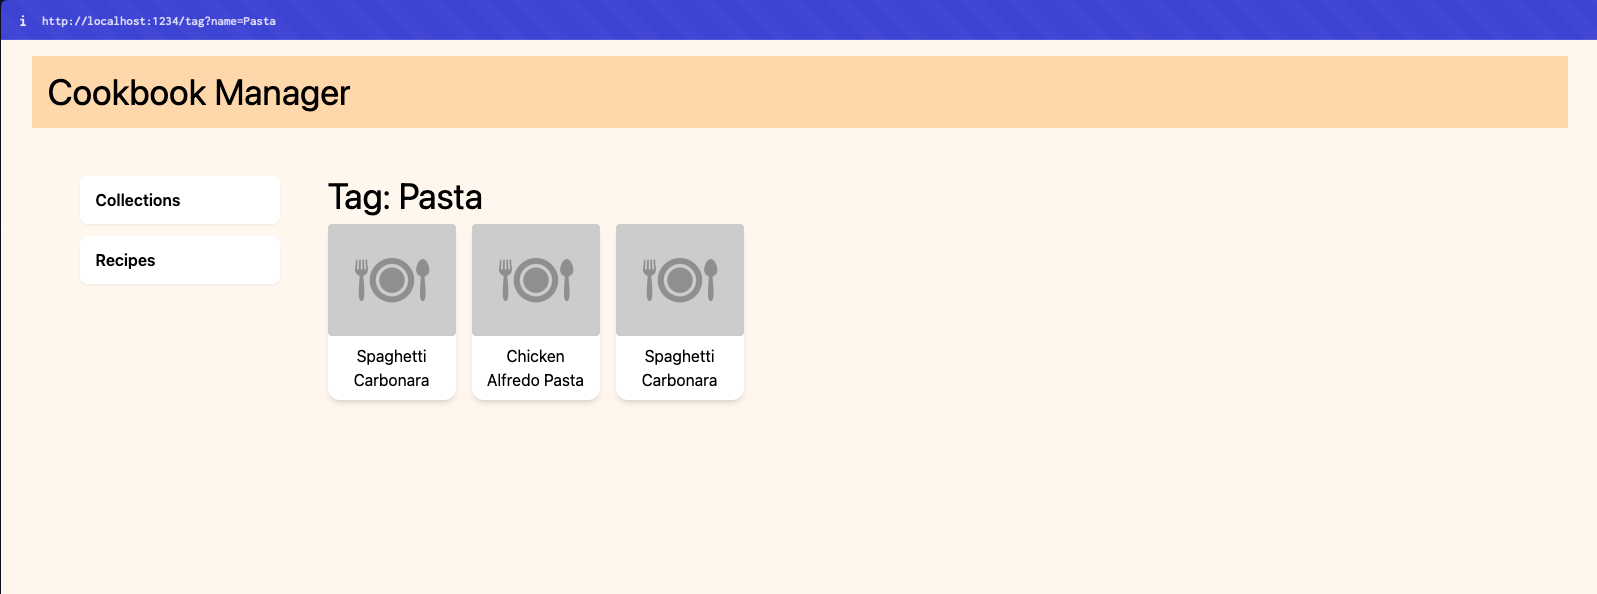 i http://localhost:1234/tag?name=Pasta
Cookbook Manager
Collections
Recipes
Tag: Pasta
Spaghetti
Carbonara
Chicken
Alfredo Pasta
Spaghetti
Carbonara